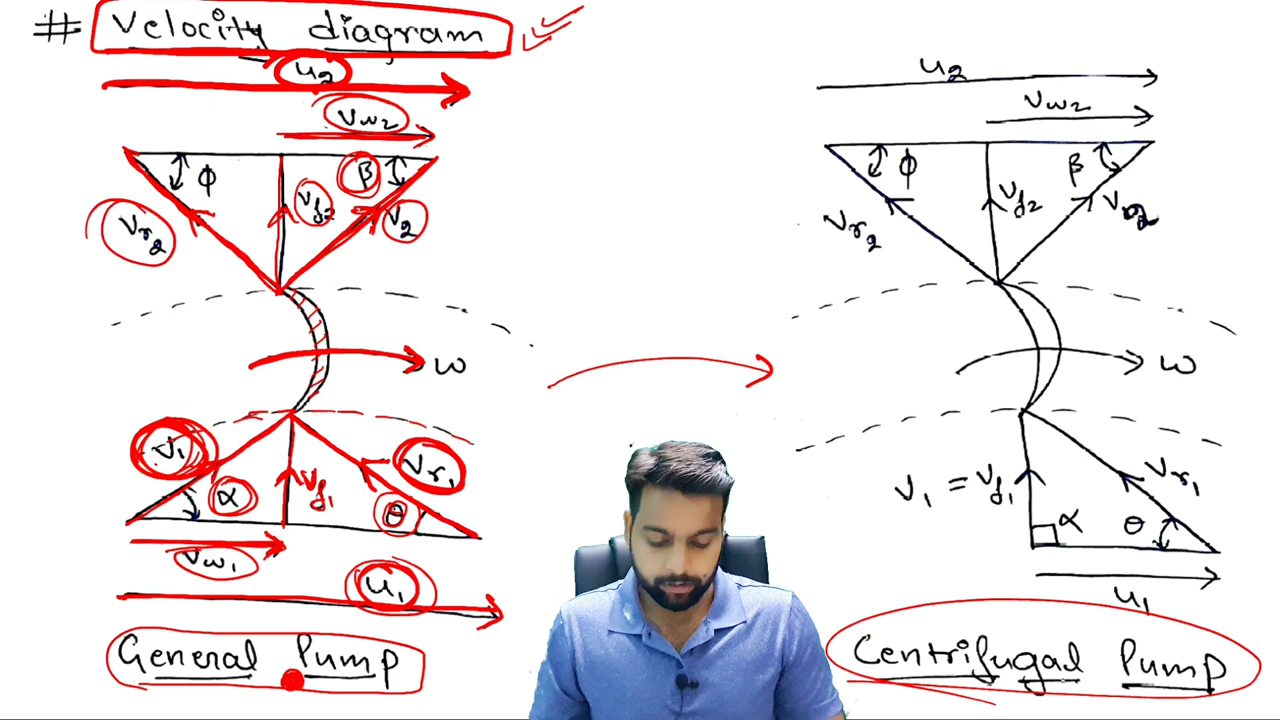 # Velocity diagram
u₂
Vw₂
φ
β
Vf₂
V₂
Vr₂
ω
V₁
Vr₁
α
Vf₁
θ
Vw₁
u₁
General Pump
u₂
Vw₂
φ
β
Vf₂
Vr₂
ω
V₁ = Vf₁
Vr₁
α
θ
u₁
Centrifugal Pump